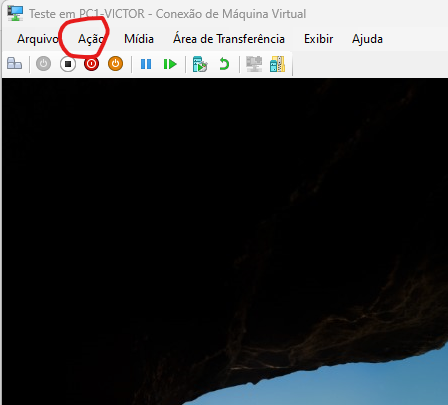 Teste em PC1-VICTOR - Conexão de Máquina Virtual
Arquivo Ação Mídia Área de Transferência Exibir Ajuda